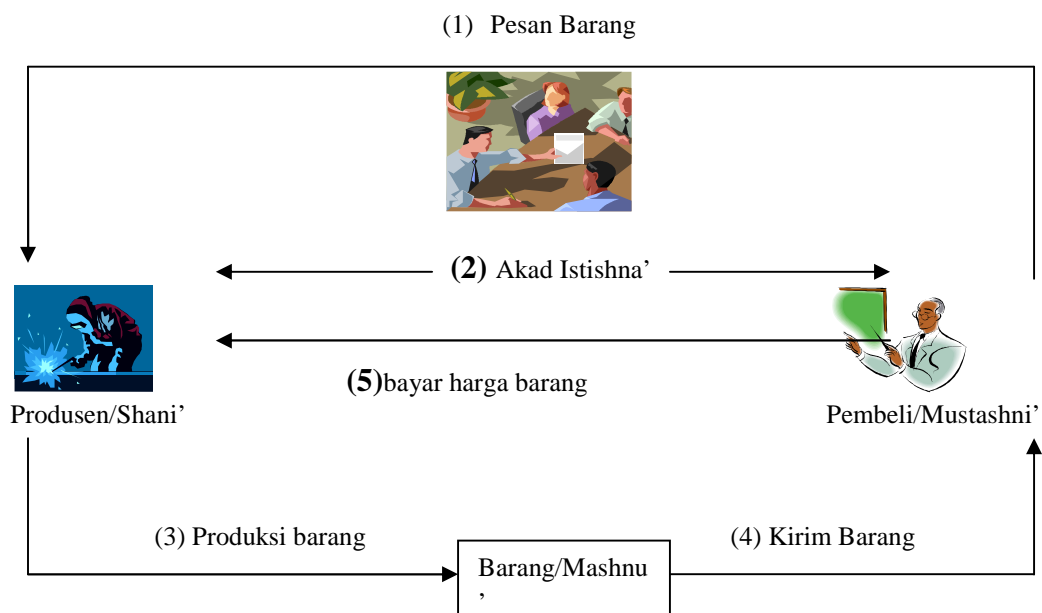 (1) Pesan Barang
(2) Akad Istishna’
(5)bayar harga barang
Produsen/Shani’
Pembeli/Mustashni’
(3) Produksi barang
(4) Kirim Barang
Barang/Mashnu
’